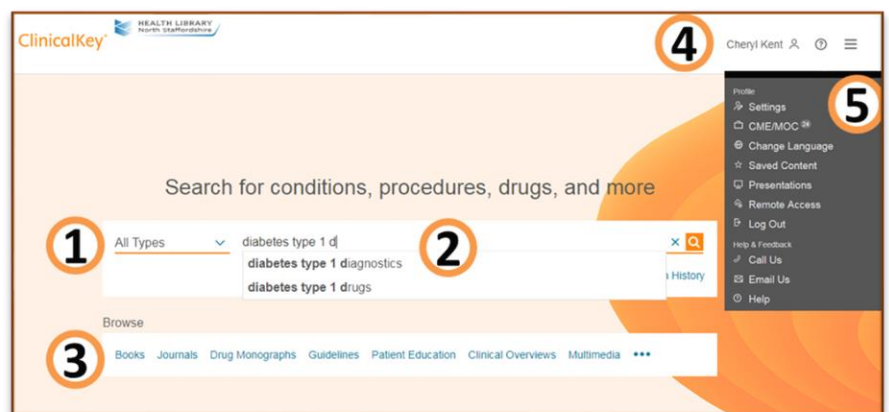 ClinicalKey
HEALTH LIBRARY
North Staffordshire
4
Cheryl Kent
5
Profile
Settings
CME/MOC 24
Change Language
Saved Content
Presentations
Remote Access
Log Out
Help & Feedback
Call Us
Email Us
Help
Search for conditions, procedures, drugs, and more
1
All Types
diabetes type 1 d
2
diabetes type 1 diagnostics
diabetes type 1 drugs
History
Browse
3
Books Journals Drug Monographs Guidelines Patient Education Clinical Overviews Multimedia •••